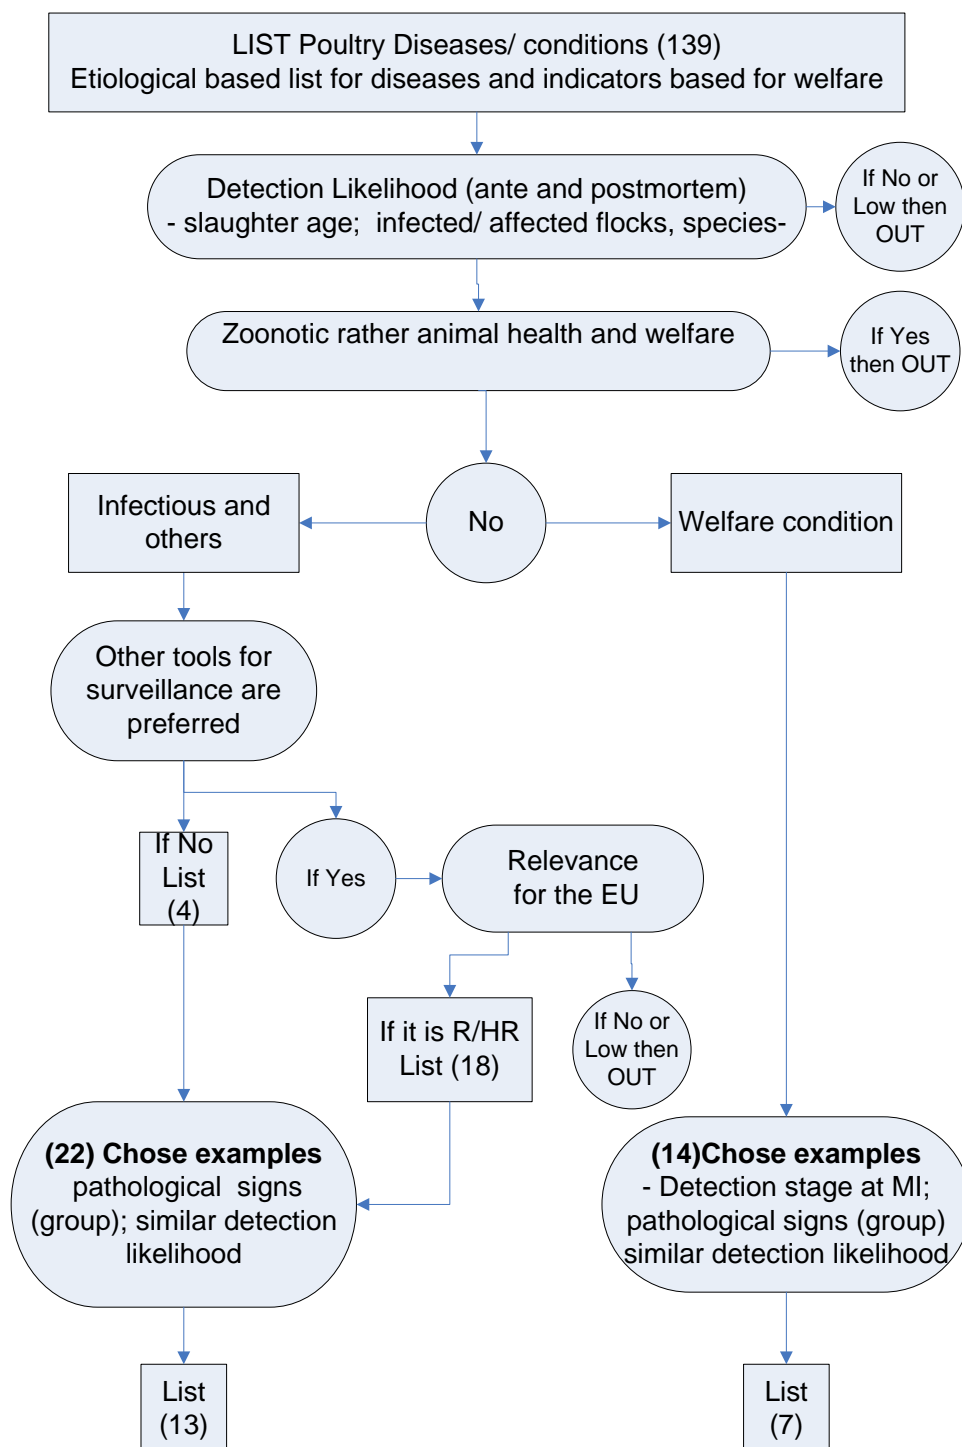 LIST Poultry Diseases/ conditions (139)
Etiological based list for diseases and indicators based for welfare
Detection Likelihood (ante and postmortem)
- slaughter age;  infected/ affected flocks, species-
If No or
Low then
OUT
Zoonotic rather animal health and welfare
If Yes
then OUT
Infectious and
others
No
Welfare condition
Other tools for
surveillance are
preferred
If No
List
(4)
If Yes
Relevance
for the EU
If it is R/HR
List (18)
If No or
Low then
OUT
(22) Chose examples
pathological  signs
(group); similar detection
likelihood
(14)Chose examples
- Detection stage at MI;
pathological signs (group)
similar detection likelihood
List
(13)
List
(7)